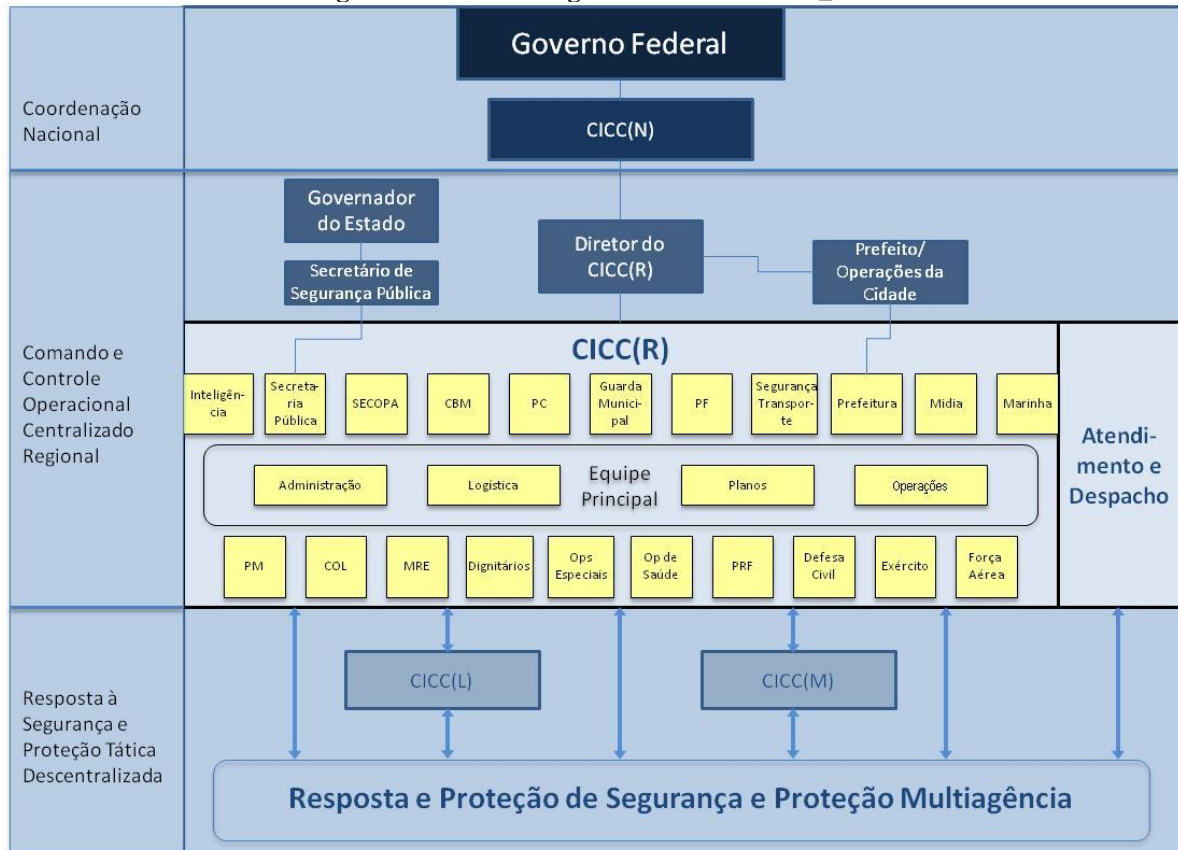 Governo Federal
Coordenação
Nacional
CICC(N)
Governador
do Estado
Diretor do
CICC(R)
Prefeito/
Operações da
Cidade
Secretário de
Segurança Pública
Comando e
Controle
Operacional
Centralizado
Regional
CICC(R)
Inteligên-
cia
Secreta-
ria
Pública
SECOPA
CBM
PC
Guarda
Munici-
pal
PF
Segurança
Transpor-
te
Prefeitura
Midia
Marinha
Atendi-
mento e
Despacho
Administração
Logística
Equipe
Principal
Planos
Operações
PM
COL
MRE
Dignitários
Ops
Especiais
Op de
Saúde
PRF
Defesa
Civil
Exército
Força
Aérea
Resposta à
Segurança e
Proteção Tática
Descentralizada
CICC(L)
CICC(M)
Resposta e Proteção de Segurança e Proteção Multiagência